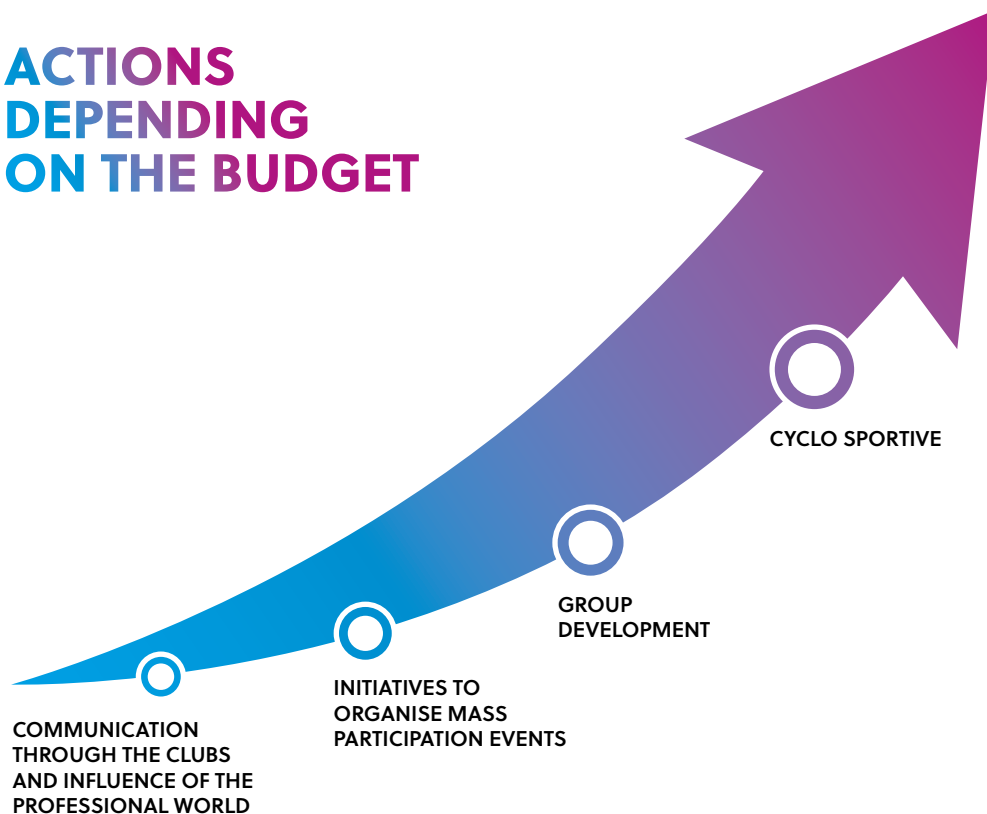 ACTIONS
DEPENDING
ON THE BUDGET
CYCLO SPORTIVE
GROUP
DEVELOPMENT
INITIATIVES TO
ORGANISE MASS
PARTICIPATION EVENTS
COMMUNICATION
THROUGH THE CLUBS
AND INFLUENCE OF THE
PROFESSIONAL WORLD